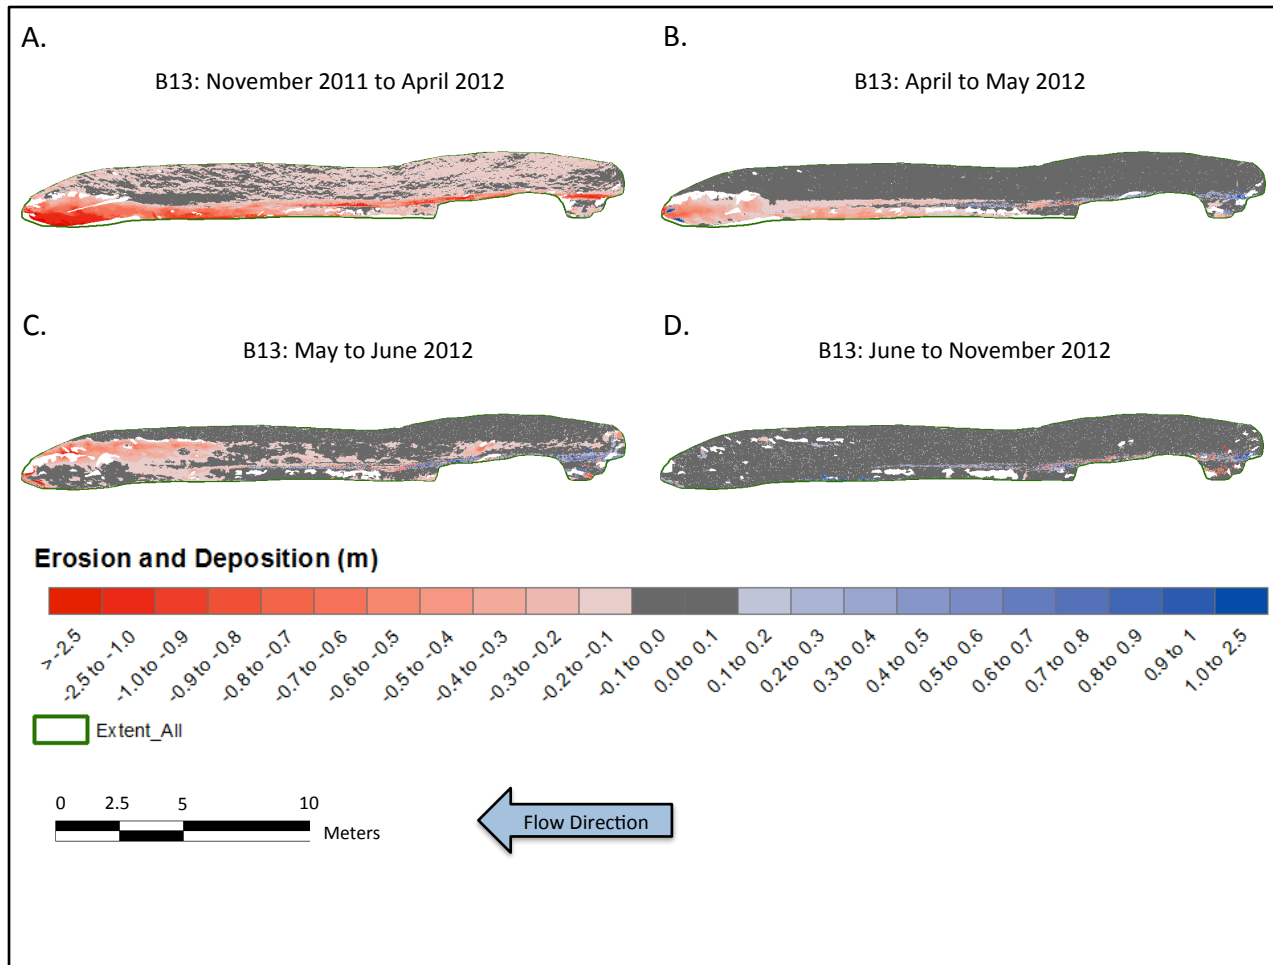 A.
B13: November 2011 to April 2012
B.
B13: April to May 2012
C.
B13: May to June 2012
D.
B13: June to November 2012
Erosion and Deposition (m)
> -2.5
-2.5 to -1.0
-1.0 to -0.9
-0.9 to -0.8
-0.8 to -0.7
-0.7 to -0.6
-0.6 to -0.5
-0.5 to -0.4
-0.4 to -0.3
-0.3 to -0.2
-0.2 to -0.1
-0.1 to 0.0
0.0 to 0.1
0.1 to 0.2
0.2 to 0.3
0.3 to 0.4
0.4 to 0.5
0.5 to 0.6
0.6 to 0.7
0.7 to 0.8
0.8 to 0.9
0.9 to 1
1.0 to 2.5
Extent_All
0 2.5 5 10
Meters
Flow Direction